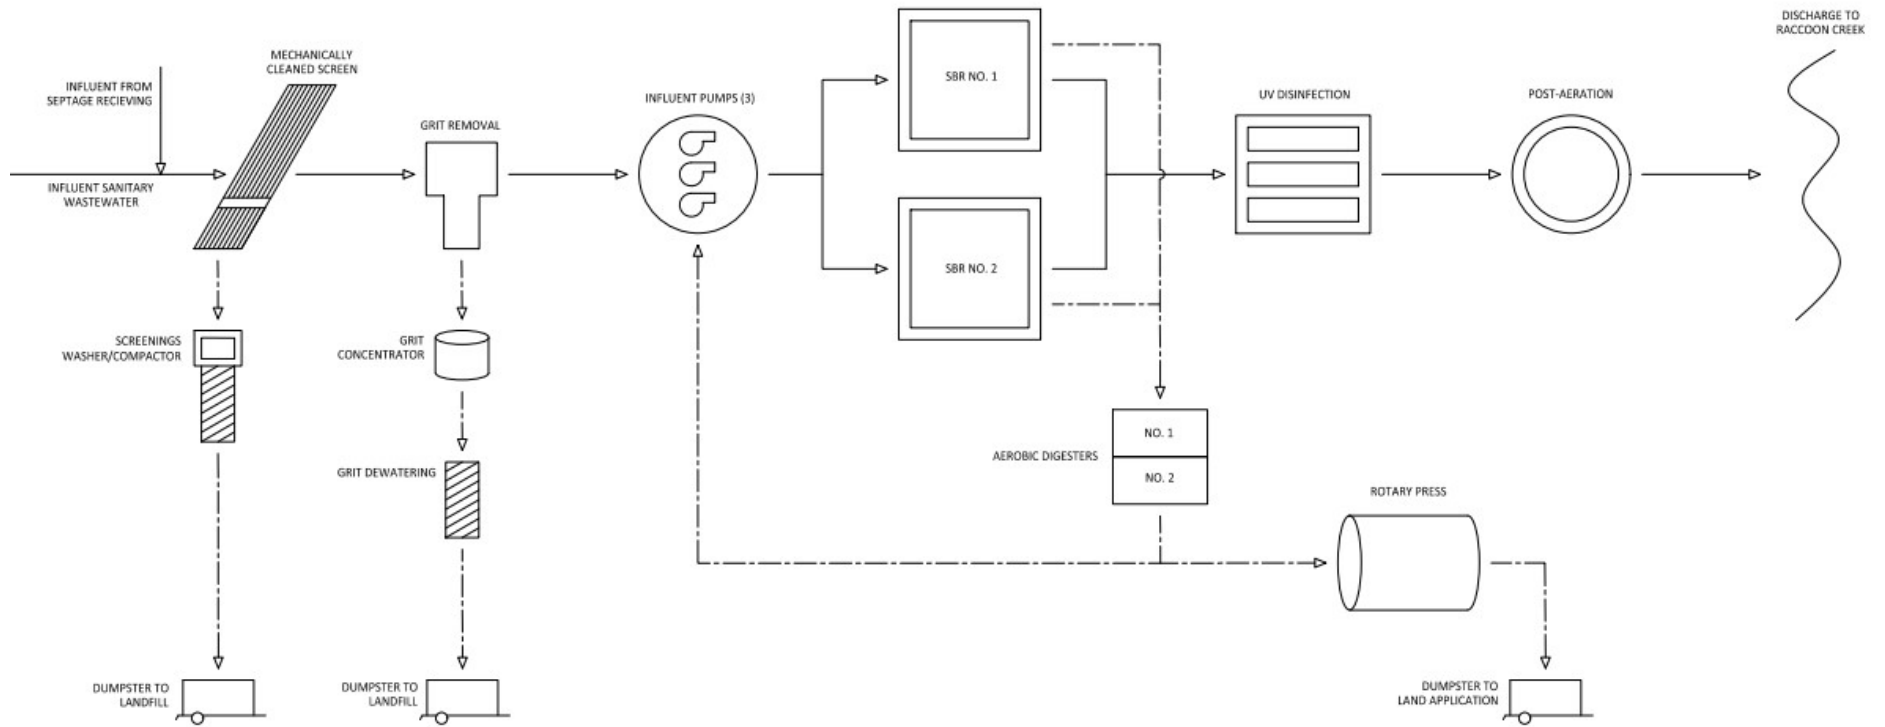 DISCHARGE TO
RACCOON CREEK
MECHANICALLY
CLEANED SCREEN
INFLUENT FROM
SEPTAGE RECIEVING
INFLUENT SANITARY
WASTEWATER
GRIT REMOVAL
INFLUENT PUMPS (3)
SBR NO. 1
SBR NO. 2
UV DISINFECTION
POST-AERATION
SCREENINGS
WASHER/COMPACTOR
GRIT
CONCENTRATOR
GRIT DEWATERING
AEROBIC DIGESTERS
NO. 1
NO. 2
ROTARY PRESS
DUMPSTER TO
LANDFILL
DUMPSTER TO
LANDFILL
DUMPSTER TO
LAND APPLICATION